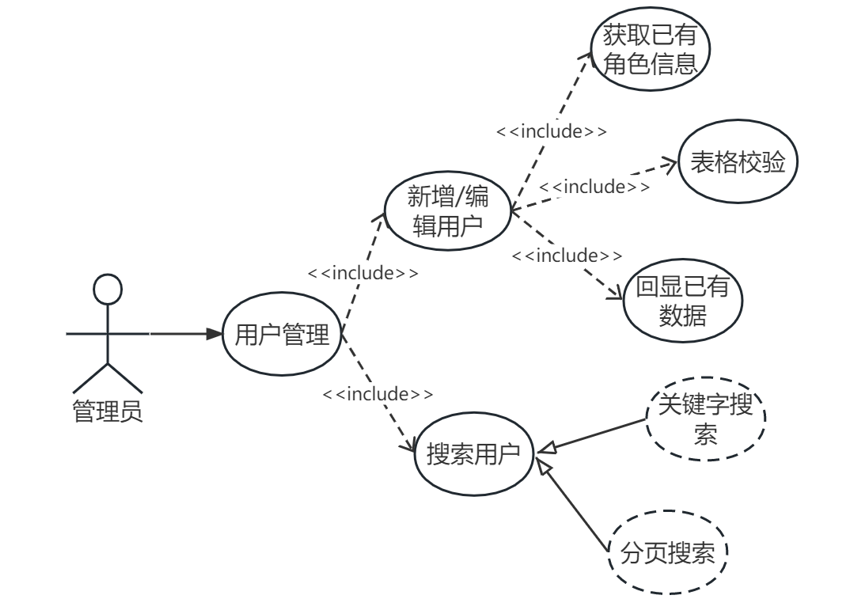 获取已有
角色信息
<<include>>
表格校验
<<include>>
新增/编
辑用户
<<include>>
回显已有
数据
<<include>>
用户管理
管理员
<<include>>
关键字搜
索
搜索用户
分页搜索